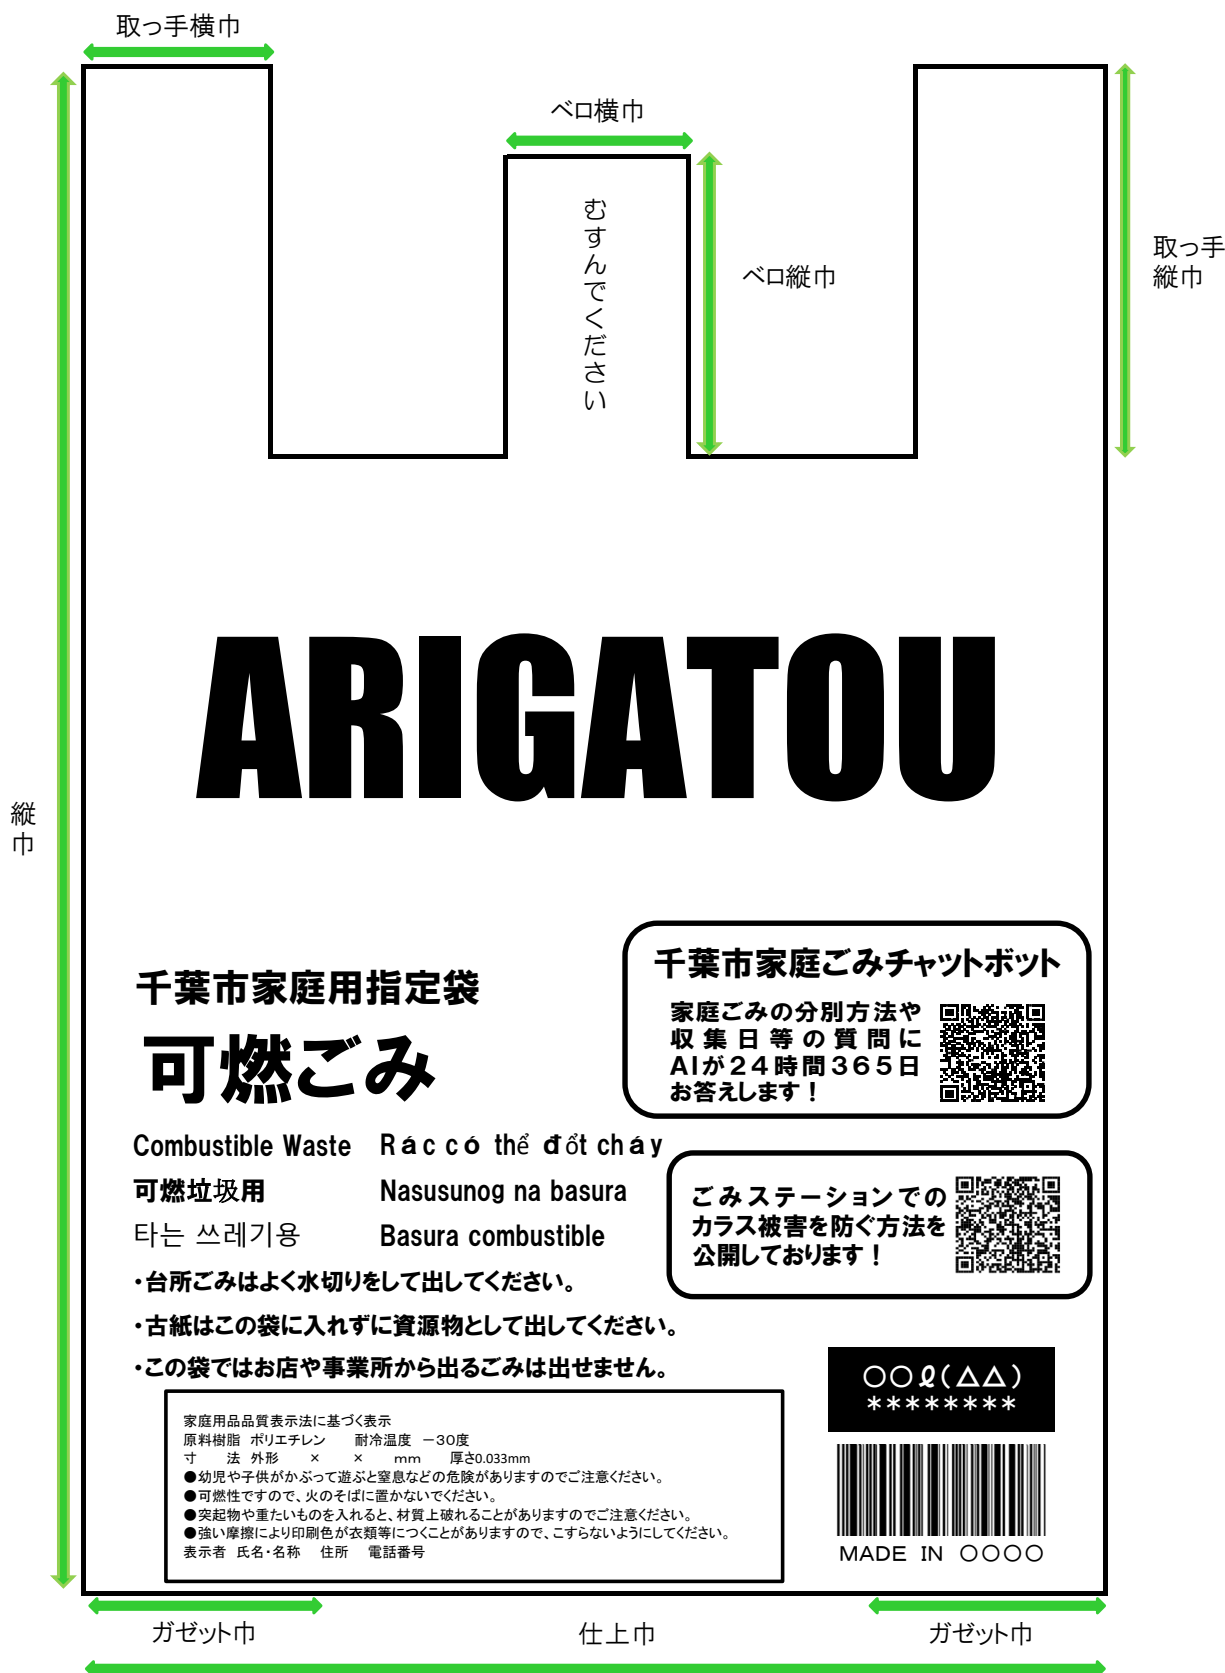 取っ手横巾
ベロ横巾
むすんでください
ベロ縦巾
取っ手
縦巾
縦
巾
ARIGATOU
千葉市家庭用指定袋
可燃ごみ
千葉市家庭ごみチャットボット
家庭ごみの分別方法や
収集日等の質問に
AIが24時間365日
お答えします！
Combustible Waste Rác có thể đốt cháy
可燃垃圾用 Nasusunog na basura
타는 쓰레기용 Basura combustible
ごみステーションでの
カラス被害を防ぐ方法を
公開しております！
・台所ごみはよく水切りをして出してください。
・古紙はこの袋に入れずに資源物として出してください。
・この袋ではお店や事業所から出るごみは出せません。
○○ℓ(△△)
********
家庭用品品質表示法に基づく表示
原料樹脂 ポリエチレン 耐冷温度 －30度
寸 法 外形 × × mm 厚さ0.033mm
●幼児や子供がかぶって遊ぶと窒息などの危険がありますのでご注意ください。
●可燃性ですので、火のそばに置かないでください。
●突起物や重たいものを入れると、材質上破れることがありますのでご注意ください。
●強い摩擦により印刷色が衣類等につくことがありますので、こすらないようにしてください。
表示者 氏名・名称 住所 電話番号
MADE IN ○○○○
ガゼット巾
仕上巾
ガゼット巾